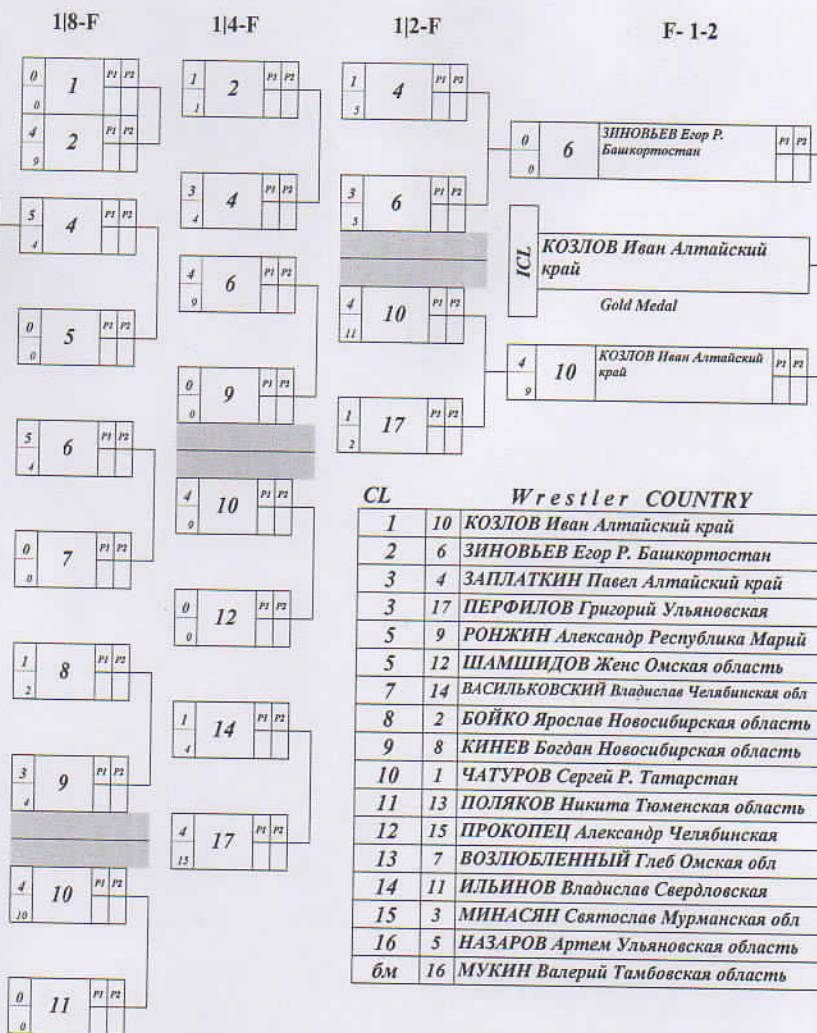 1|8-F 1|4-F 1|2-F F- 1-2
0 0 1 P1 P2
4 9 2 P1 P2
5 4 4 P1 P2
0 0 5 P1 P2
5 4 6 P1 P2
0 0 7 P1 P2
1 2 8 P1 P2
3 4 9 P1 P2
4 10 10 P1 P2
0 0 11 P1 P2
1 1 2 P1 P2
3 4 4 P1 P2
4 9 6 P1 P2
0 0 9 P1 P2
4 9 10 P1 P2
0 0 12 P1 P2
1 4 14 P1 P2
4 15 17 P1 P2
1 5 4 P1 P2
3 5 6 P1 P2
4 11 10 P1 P2
1 2 17 P1 P2
0 0 6 ЗИНОВЬЕВ Егор Р. P1 P2
Башкортостан
ICL КОЗЛОВ Иван Алтайский
край
Gold Medal
4 9 10 КОЗЛОВ Иван Алтайский P1 P2
край
CL Wrestler COUNTRY
1 10 КОЗЛОВ Иван Алтайский край
2 6 ЗИНОВЬЕВ Егор Р. Башкортостан
3 4 ЗАПЛАТКИН Павел Алтайский край
3 17 ПЕРФИЛОВ Григорий Ульяновская
5 9 РОНЖИН Александр Республика Марий
5 12 ШАМШИДОВ Женс Омская область
7 14 ВАСИЛЬКОВСКИЙ Владислав Челябинская обл
8 2 БОЙКО Ярослав Новосибирская область
9 8 КИНЕВ Богдан Новосибирская область
10 1 ЧАТУРОВ Сергей Р. Татарстан
11 13 ПОЛЯКОВ Никита Тюменская область
12 15 ПРОКОПЕЦ Александр Челябинская
13 7 ВОЗЛЮБЛЕННЫЙ Глеб Омская обл
14 11 ИЛЬИНОВ Владислав Свердловская
15 3 МИНАСЯН Святослав Мурманская обл
16 5 НАЗАРОВ Артем Ульяновская область
бм 16 МУКИН Валерий Тамбовская область